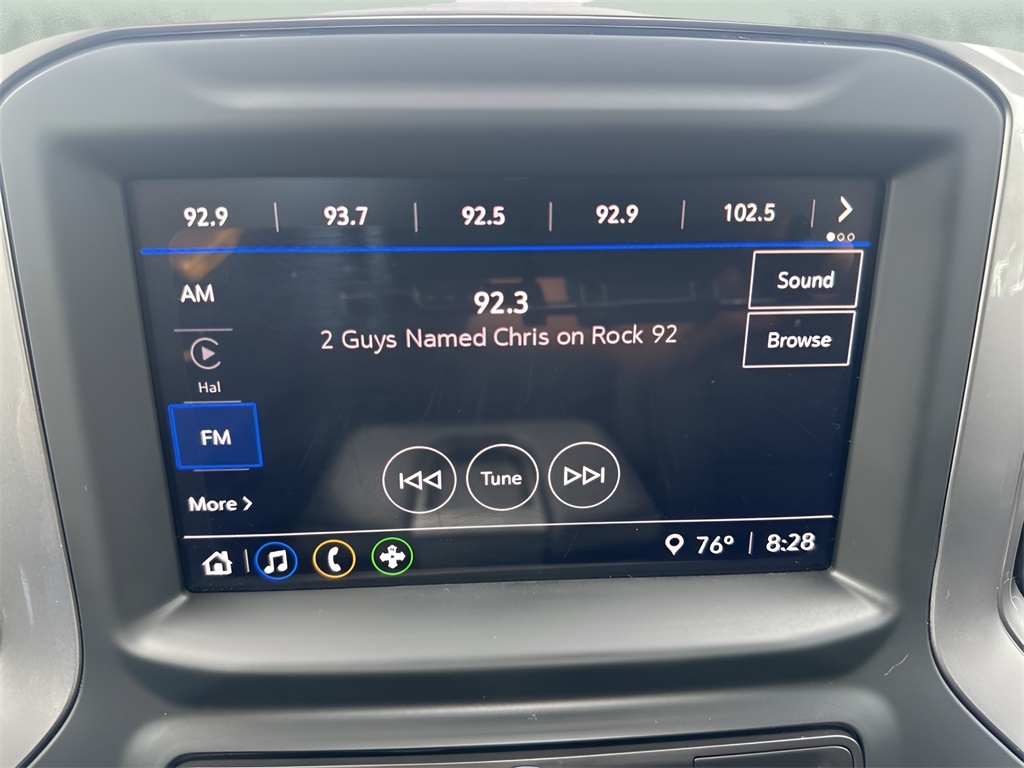 92.9 | 93.7 | 92.5 | 92.9 | 102.5 |
AM
Sound
92.3
2 Guys Named Chris on Rock 92
Browse
Hal
FM
Tune
More
76° | 8:28